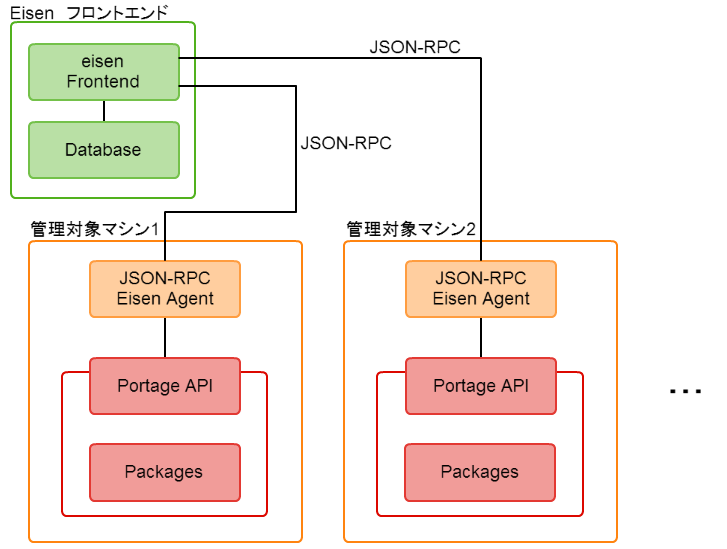 Eisen フロントエンド
eisen
Frontend
Database
JSON-RPC
JSON-RPC
管理対象マシン1
JSON-RPC
Eisen Agent
Portage API
Packages
管理対象マシン2
JSON-RPC
Eisen Agent
Portage API
Packages
...